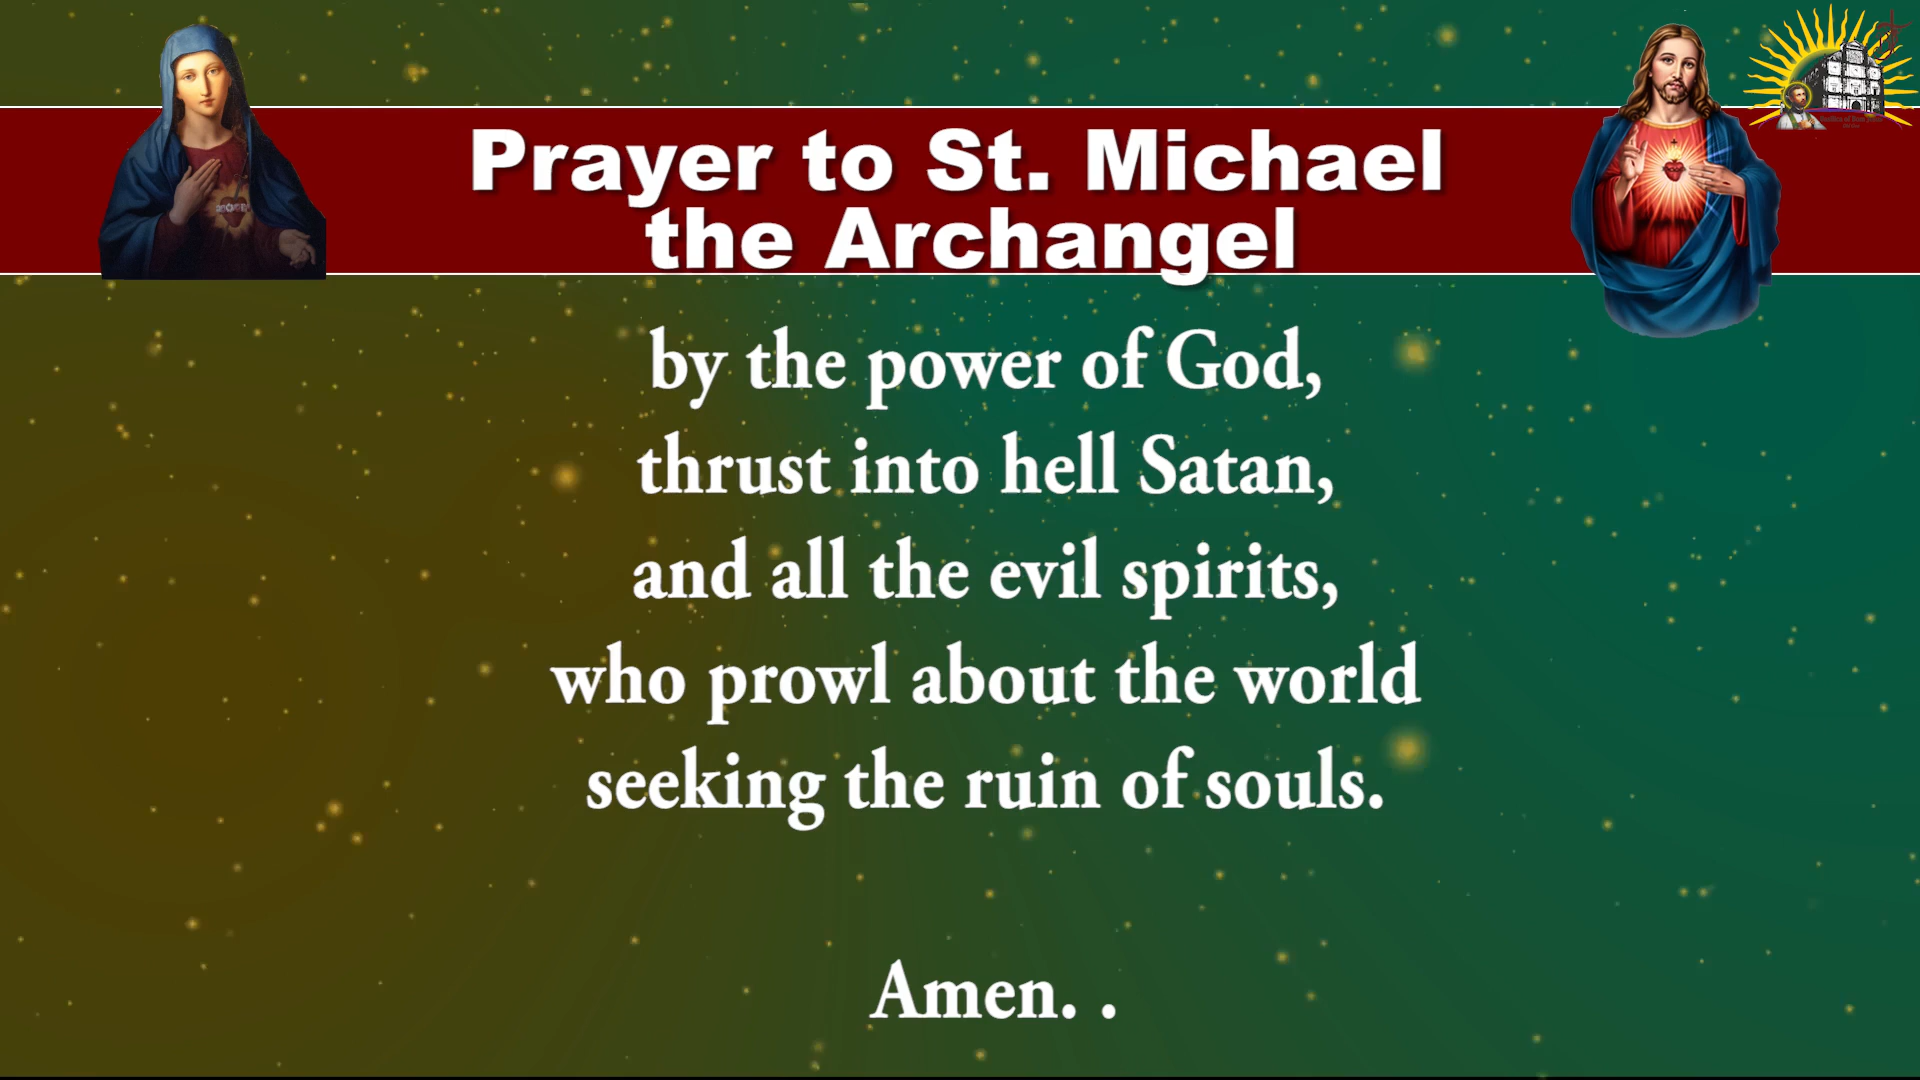 Prayer to St. Michael
the Archangel
by the power of God,
thrust into hell Satan,
and all the evil spirits,
who prowl about the world
seeking the ruin of souls.
Amen. .